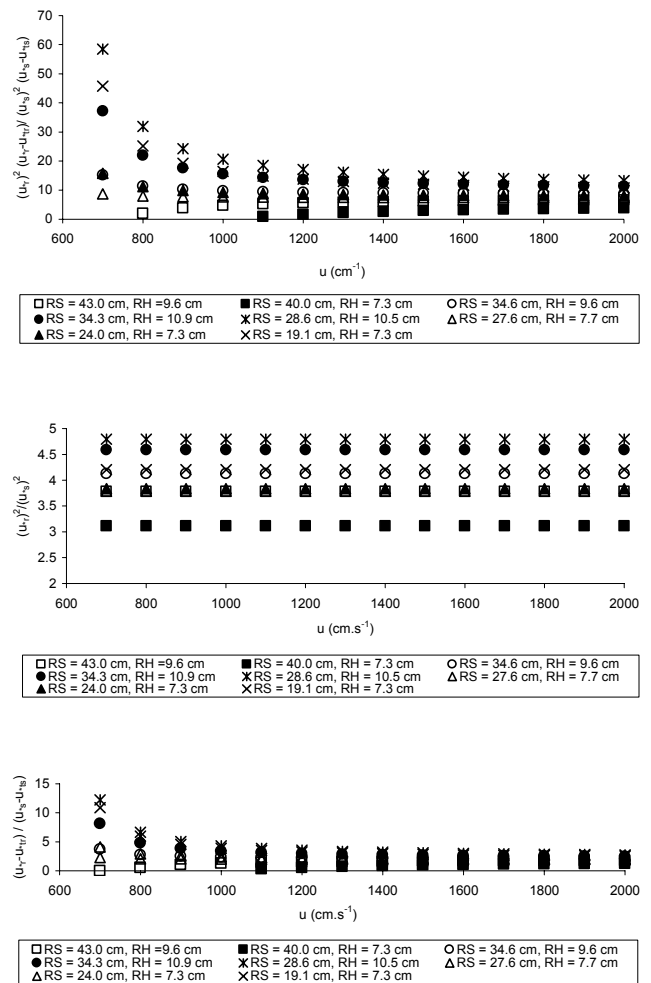 70
60
50
40
30
20
10
0
(u*r)² (u*r-u*tr)/ (u*s)² (u*s-u*ts)
600 800 1000 1200 1400 1600 1800 2000
u (cm⁻¹)
RS = 43.0 cm, RH =9.6 cm RS = 40.0 cm, RH = 7.3 cm RS = 34.6 cm, RH = 9.6 cm
RS = 34.3 cm, RH = 10.9 cm RS = 28.6 cm, RH = 10.5 cm RS = 27.6 cm, RH = 7.7 cm
RS = 24.0 cm, RH = 7.3 cm RS = 19.1 cm, RH = 7.3 cm
5
4.5
4
3.5
3
2.5
2
(u*r)²/(u*s)²
600 800 1000 1200 1400 1600 1800 2000
u (cm.s⁻¹)
RS = 43.0 cm, RH =9.6 cm RS = 40.0 cm, RH = 7.3 cm RS = 34.6 cm, RH = 9.6 cm
RS = 34.3 cm, RH = 10.9 cm RS = 28.6 cm, RH = 10.5 cm RS = 27.6 cm, RH = 7.7 cm
RS = 24.0 cm, RH = 7.3 cm RS = 19.1 cm, RH = 7.3 cm
15
10
5
0
(u*r-u*tr) / (u*s-u*ts)
600 800 1000 1200 1400 1600 1800 2000
u (cm.s⁻¹)
RS = 43.0 cm, RH =9.6 cm RS = 40.0 cm, RH = 7.3 cm RS = 34.6 cm, RH = 9.6 cm
RS = 34.3 cm, RH = 10.9 cm RS = 28.6 cm, RH = 10.5 cm RS = 27.6 cm, RH = 7.7 cm
RS = 24.0 cm, RH = 7.3 cm RS = 19.1 cm, RH = 7.3 cm